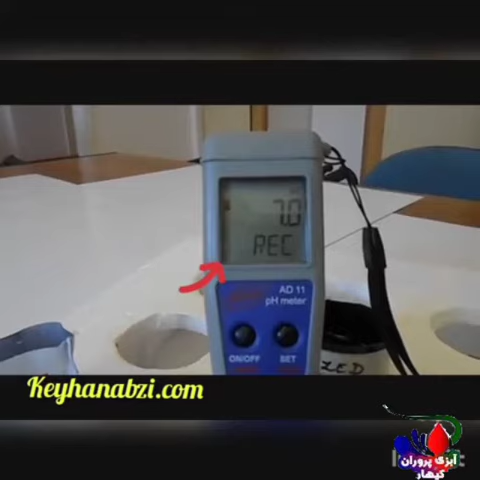 7.0
REC
AD 11
pH meter
ON/OFF
SET
ZED
Keyhanabzi.com
آبزی پروران
کیهان